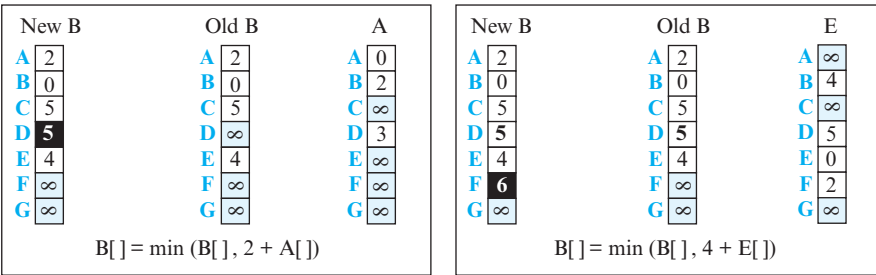 New B Old B A
A 2 A 2 A 0
B 0 B 0 B 2
C 5 C 5 C ∞
D 5 D ∞ D 3
E 4 E 4 E ∞
F ∞ F ∞ F ∞
G ∞ G ∞ G ∞
B[ ] = min (B[ ] , 2 + A[ ])
New B Old B E
A 2 A 2 A ∞
B 0 B 0 B 4
C 5 C 5 C ∞
D 5 D 5 D 5
E 4 E 4 E 0
F 6 F ∞ F 2
G ∞ G ∞ G ∞
B[ ] = min (B[ ] , 4 + E[ ])